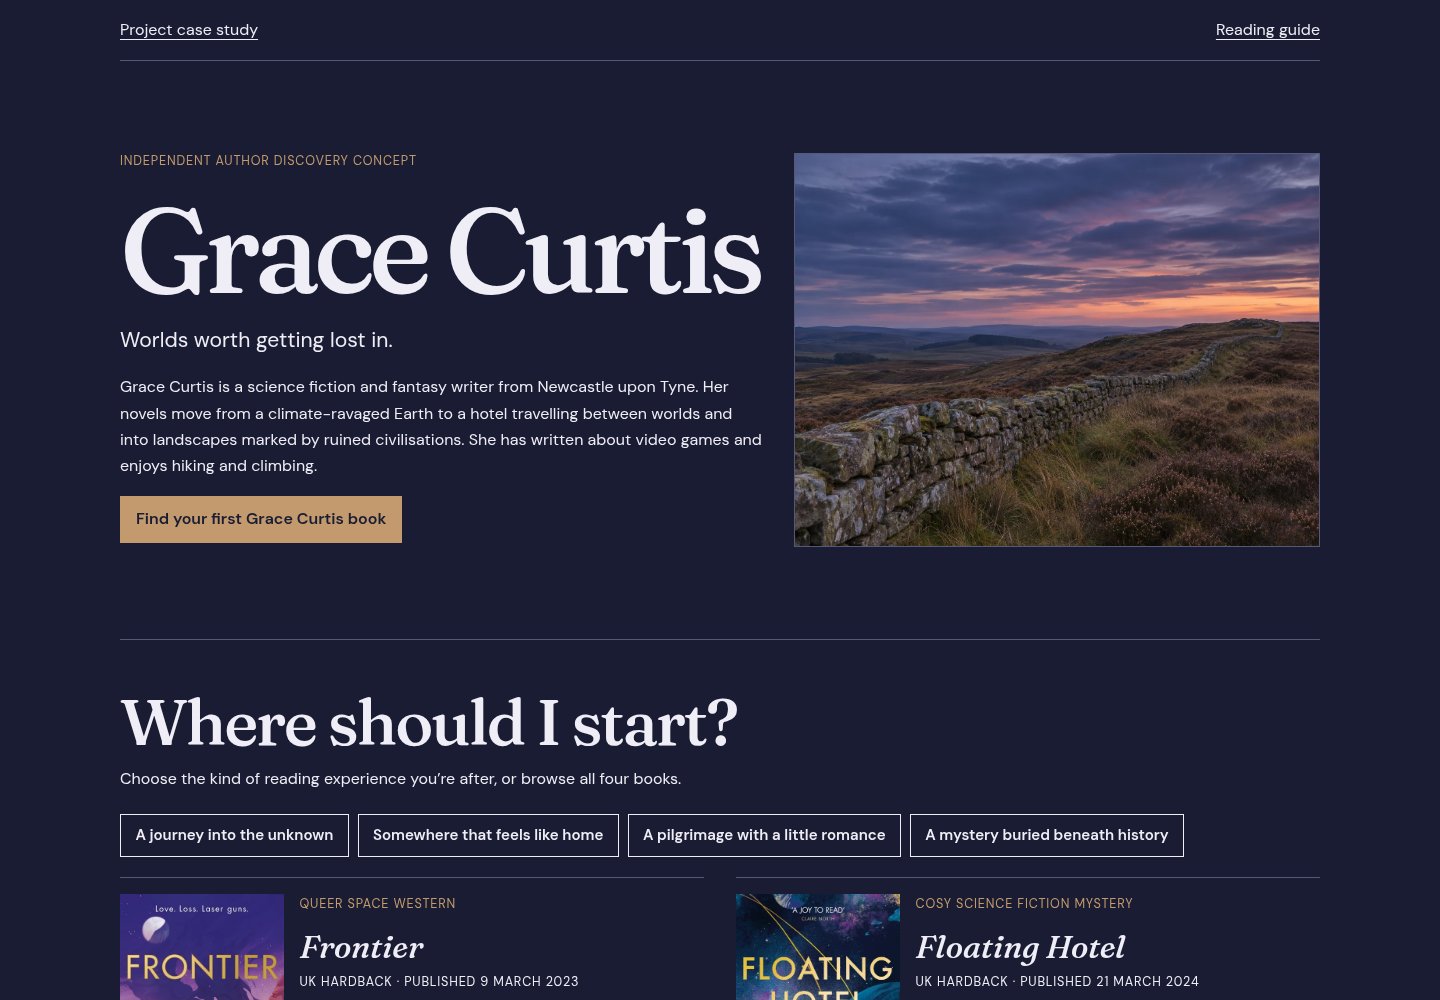 Project case study
Reading guide
INDEPENDENT AUTHOR DISCOVERY CONCEPT
Grace Curtis
Worlds worth getting lost in.
Grace Curtis is a science fiction and fantasy writer from Newcastle upon Tyne. Her
novels move from a climate-ravaged Earth to a hotel travelling between worlds and
into landscapes marked by ruined civilisations. She has written about video games and
enjoys hiking and climbing.
Find your first Grace Curtis book
Where should I start?
Choose the kind of reading experience you’re after, or browse all four books.
A journey into the unknown
Somewhere that feels like home
A pilgrimage with a little romance
A mystery buried beneath history
Love. Loss. Laser guns.
FRONTIER
QUEER SPACE WESTERN
Frontier
UK HARDBACK · PUBLISHED 9 MARCH 2023
'A JOY TO READ'
CLAIRE NORTH
FLOATING
HOTEL
COSY SCIENCE FICTION MYSTERY
Floating Hotel
UK HARDBACK · PUBLISHED 21 MARCH 2024